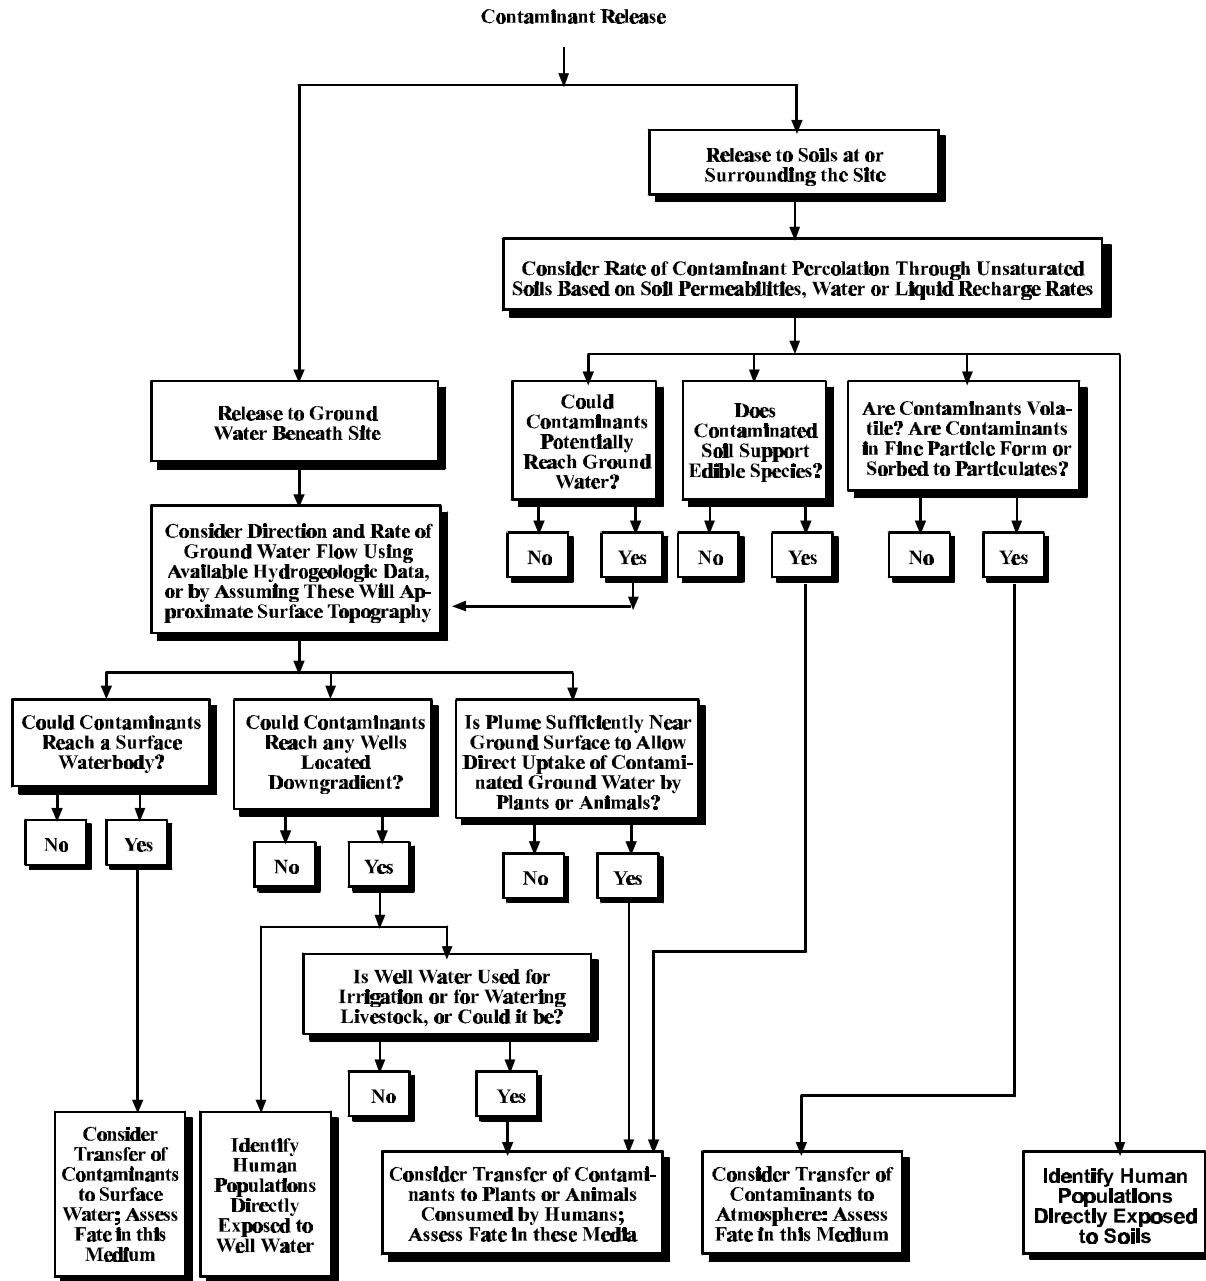 Contaminant Release
Release to Soils at or
Surrounding the Site
Consider Rate of Contaminant Percolation Through Unsaturated
Soils Based on Soil Permeabilities, Water or Liquid Recharge Rates
Release to Ground
Water Beneath Site
Could
Contaminants
Potentially
Reach Ground
Water?
Does
Contaminated
Soil Support
Edible Species?
Are Contaminants Vola-
tile? Are Contaminants
in Fine Particle Form or
Sorbed to Particulates?
No
Yes
No
Yes
No
Yes
Consider Direction and Rate of
Ground Water Flow Using
Available Hydrogeologic Data,
or by Assuming These Will Ap-
proximate Surface Topography
Could Contaminants
Reach a Surface
Waterbody?
Could Contaminants
Reach any Wells
Located
Downgradient?
Is Plume Sufficiently Near
Ground Surface to Allow
Direct Uptake of Contami-
nated Ground Water by
Plants or Animals?
No
Yes
No
Yes
No
Yes
Is Well Water Used for
Irrigation or for Watering
Livestock, or Could it be?
No
Yes
Consider
Transfer of
Contaminants
to Surface
Water; Assess
Fate in this
Medium
Identify
Human
Populations
Directly
Exposed to
Well Water
Consider Transfer of Contami-
nants to Plants or Animals
Consumed by Humans;
Assess Fate in these Media
Consider Transfer of
Contaminants to
Atmosphere: Assess
Fate in this Medium
Identify Human
Populations
Directly Exposed
to Soils